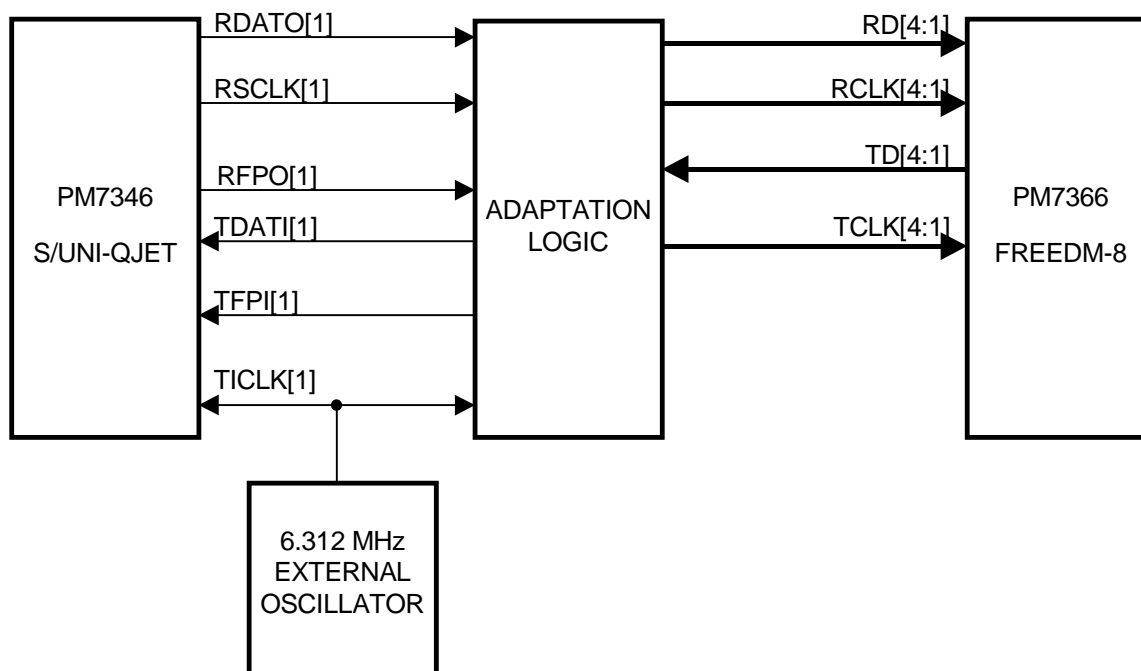 RDATO[1]
RSCLK[1]
RFPO[1]
TDATI[1]
TFPI[1]
TICLK[1]
PM7346
S/UNI-QJET
ADAPTATION
LOGIC
RD[4:1]
RCLK[4:1]
TD[4:1]
TCLK[4:1]
PM7366
FREEDM-8
6.312 MHz
EXTERNAL
OSCILLATOR